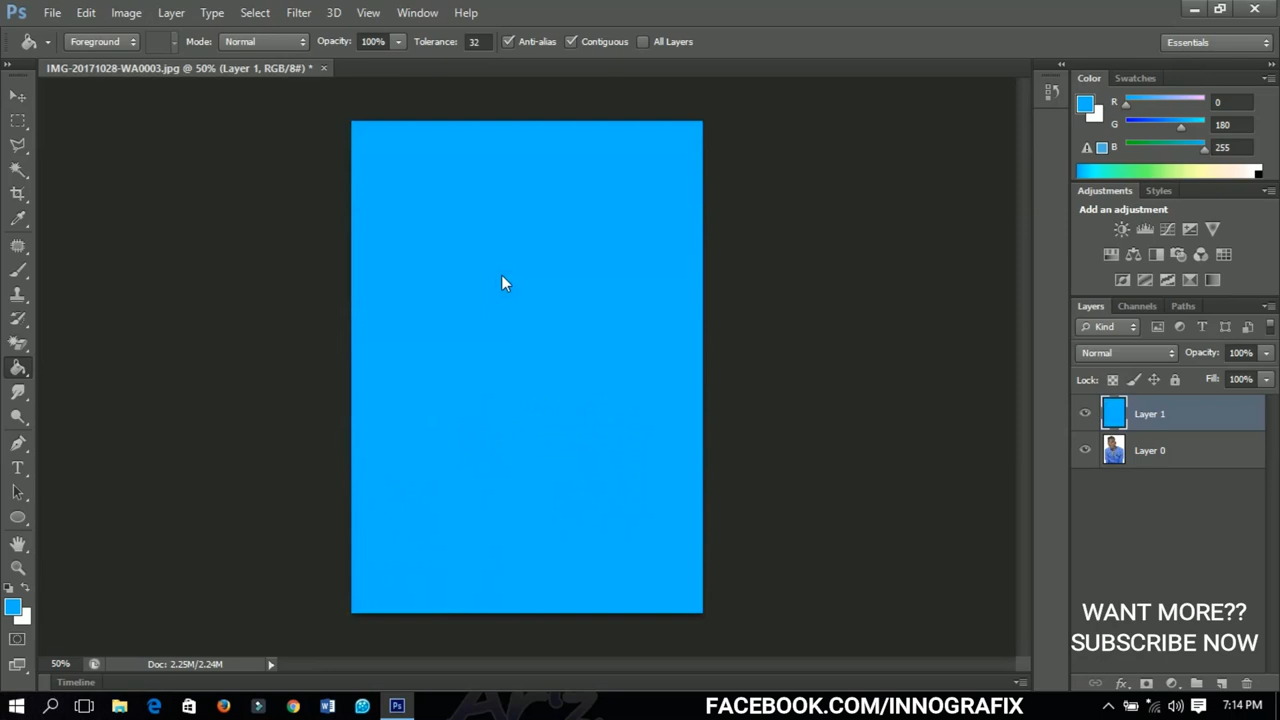 Ps File Edit Image Layer Type Select Filter 3D View Window Help
Foreground Mode: Normal Opacity: 100% Tolerance: 32 Anti-alias Contiguous All Layers Essentials
IMG-20171028-WA0003.jpg @ 50% (Layer 1, RGB/8#) * ×
Color Swatches
R 0
G 180
B 255
Adjustments Styles
Add an adjustment
Layers Channels Paths
Kind
Normal Opacity: 100%
Lock: Fill: 100%
Layer 1
Layer 0
T
WANT MORE??
SUBSCRIBE NOW
50% Doc: 2.25M/2.24M
Timeline fx
FACEBOOK.COM/INNOGRAFIX
7:14 PM